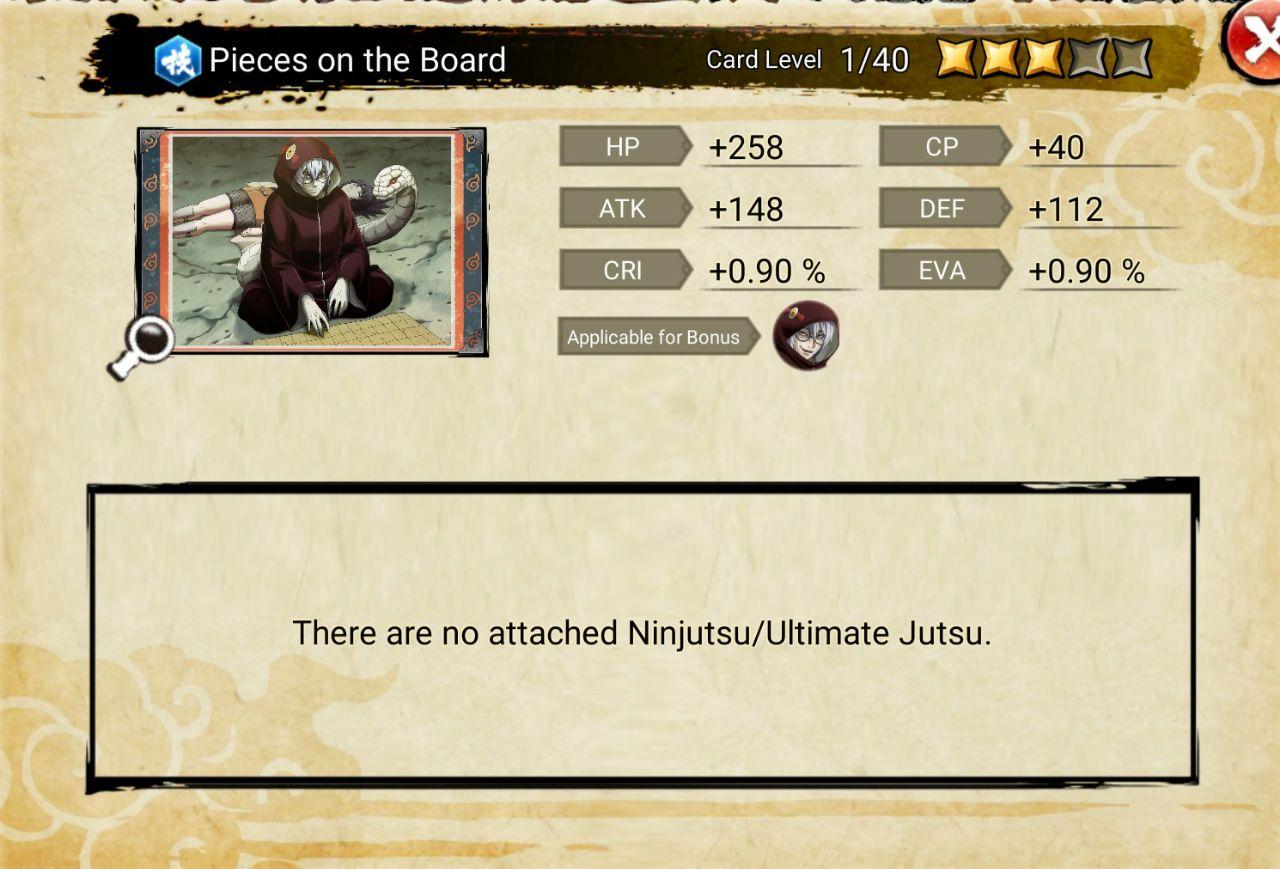 技 Pieces on the Board Card Level 1/40
HP +258 CP +40
ATK +148 DEF +112
CRI +0.90 % EVA +0.90 %
Applicable for Bonus
There are no attached Ninjutsu/Ultimate Jutsu.